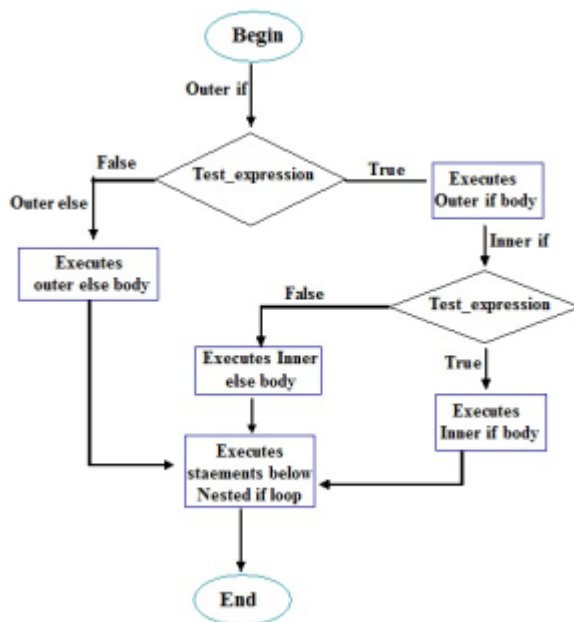 Begin
Outer if
False
Test_expression
True
Executes
Outer if body
Outer else
Inner if
Executes
outer else body
False
Test_expression
Executes Inner
else body
True
Executes
Inner if body
Executes
staements below
Nested if loop
End